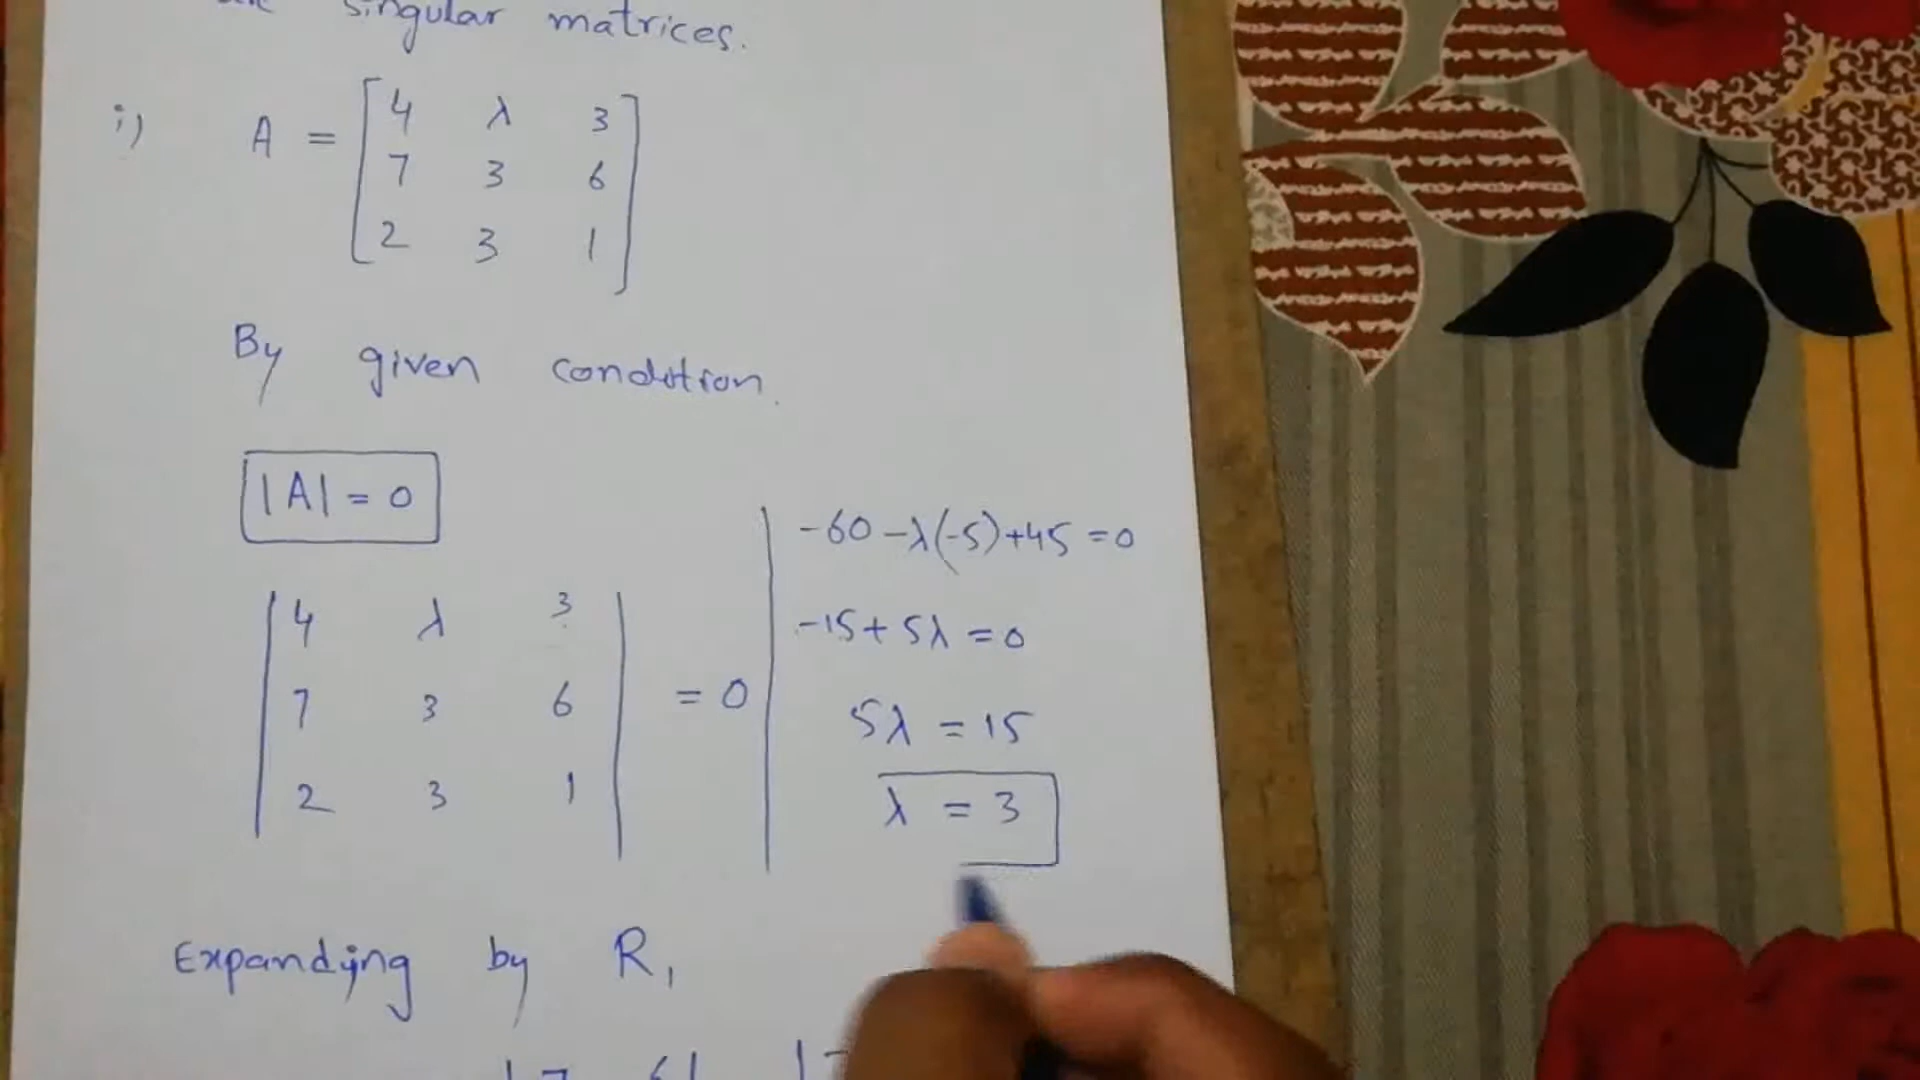 singular matrices.
i) A = [4 λ 3
7 3 6
2 3 1]
By given condition.
|A| = 0
|4 λ 3
7 3 6
2 3 1| = 0
Expanding by R₁
-60 -λ(-5)+45 = 0
-15 + 5λ = 0
5λ = 15
λ = 3